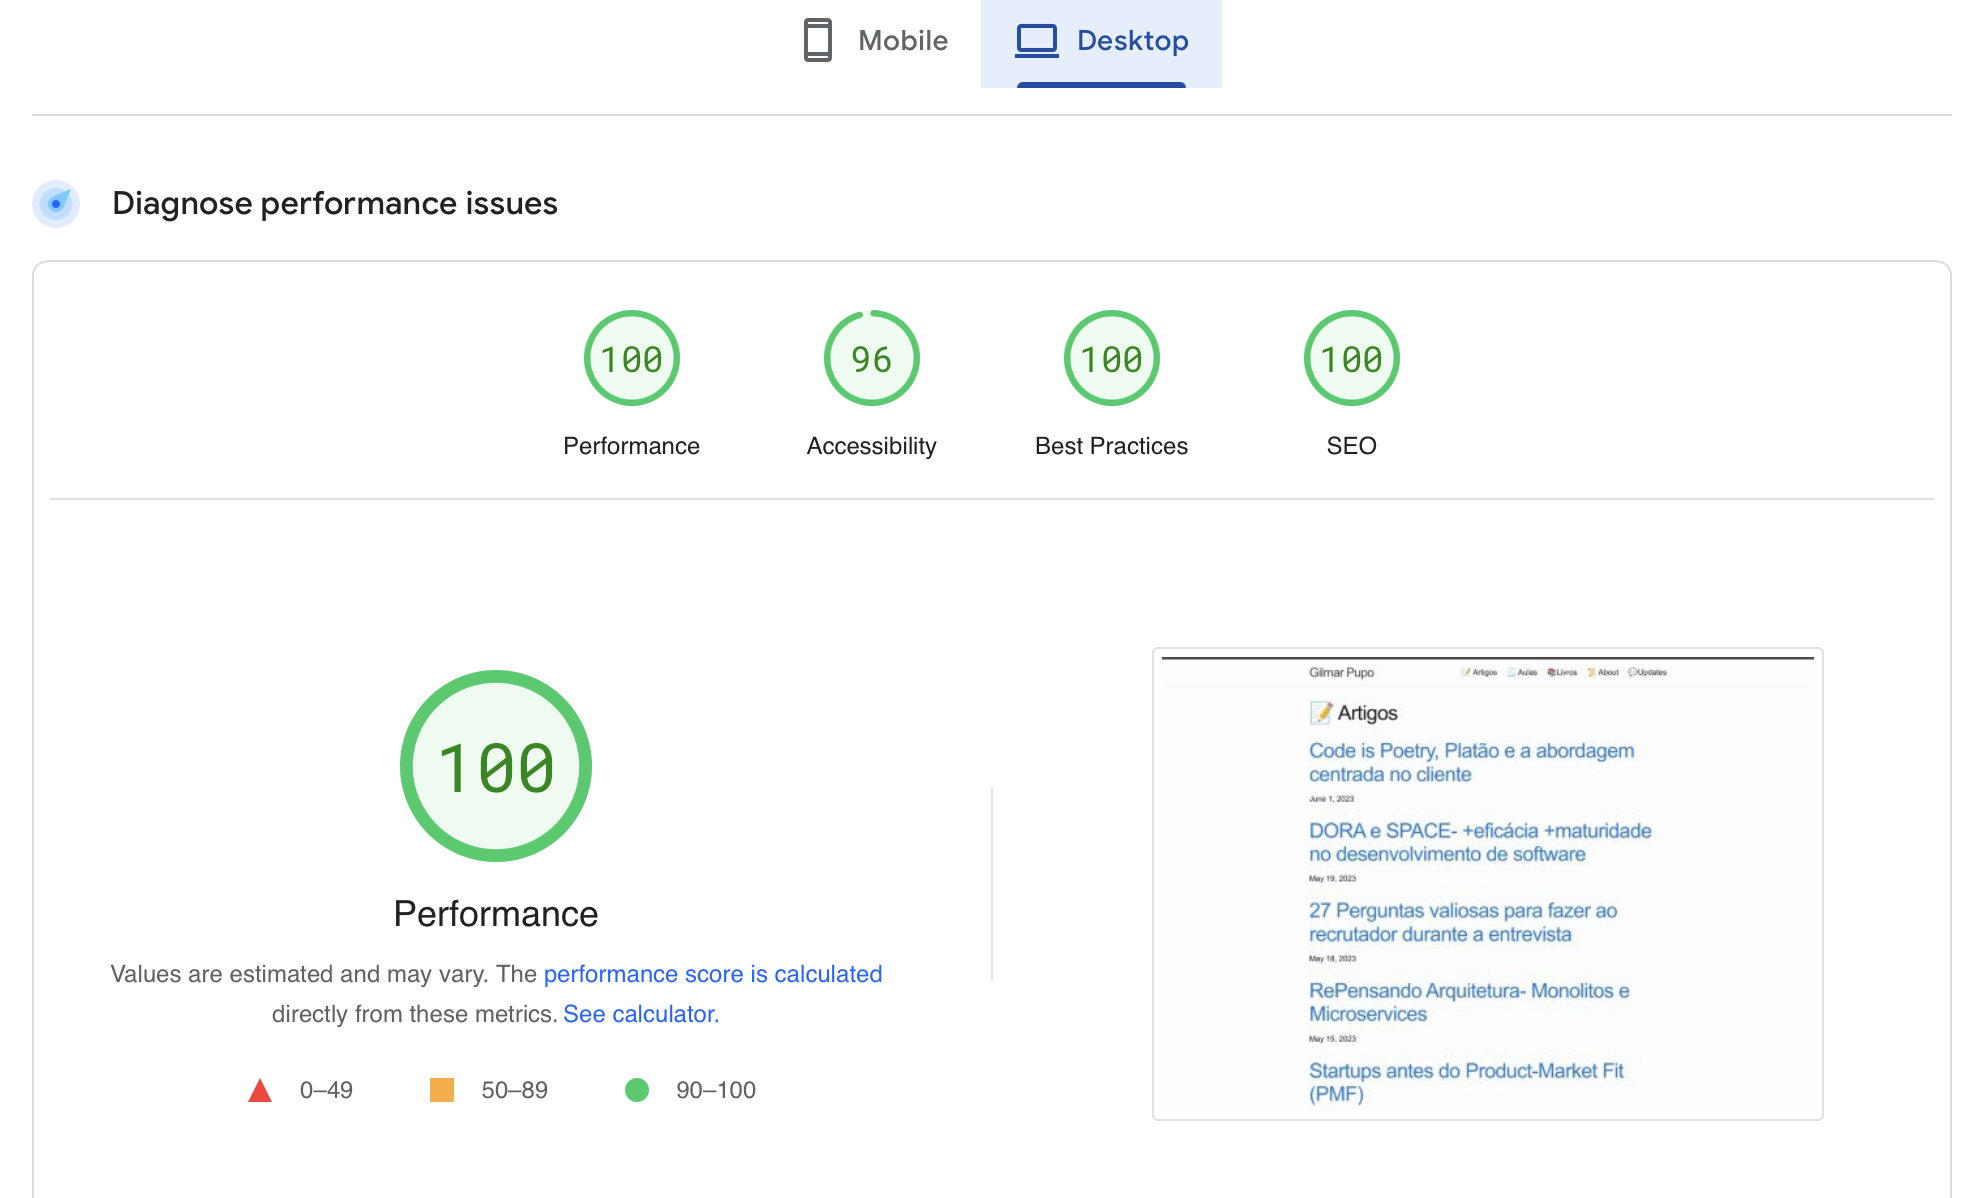 Mobile
Desktop
Diagnose performance issues
100
96
100
100
Performance
Accessibility
Best Practices
SEO
100
Performance
Values are estimated and may vary. The performance score is calculated
directly from these metrics. See calculator.
0–49
50–89
90–100
Gilmar Pupo
Artigos
Aulas
Livros
About
Updates
Artigos
Code is Poetry, Platão e a abordagem
centrada no cliente
June 1, 2023
DORA e SPACE- +eficácia +maturidade
no desenvolvimento de software
May 19, 2023
27 Perguntas valiosas para fazer ao
recrutador durante a entrevista
May 18, 2023
RePensando Arquitetura- Monolitos e
Microservices
May 15, 2023
Startups antes do Product-Market Fit
(PMF)